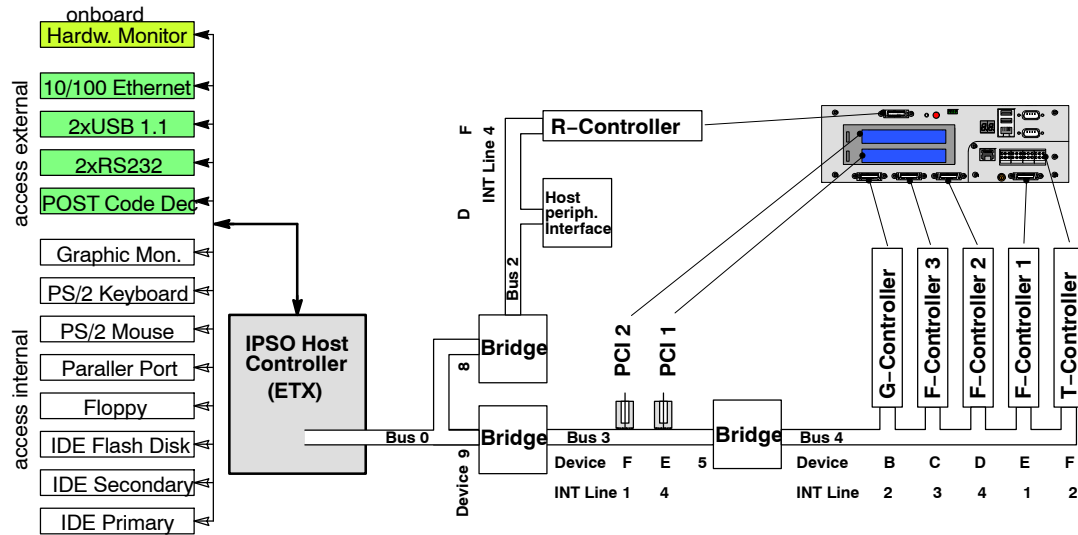 onboard
Hardw. Monitor
access external
10/100 Ethernet
2xUSB 1.1
2xRS232
POST Code Dec
access internal
Graphic Mon.
PS/2 Keyboard
PS/2 Mouse
Paraller Port
Floppy
IDE Flash Disk
IDE Secondary
IDE Primary
IPSO Host
Controller
(ETX)
Bus 0
8
Device 9
Bridge
Bridge
Bus 2
D F
INT Line 4
R−Controller
Host
periph.
Interface
PCI 2
PCI 1
Bus 3
Device F E 5
INT Line 1 4
Bridge
Bus 4
Device B C D E F
INT Line 2 3 4 1 2
G−Controller
F−Controller 3
F−Controller 2
F−Controller 1
T−Controller